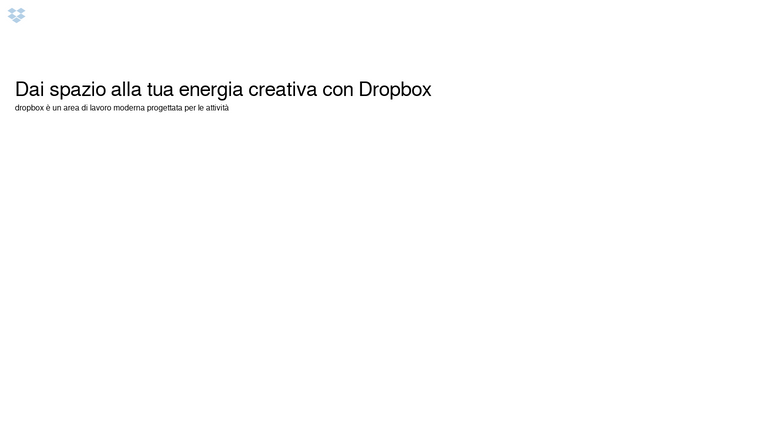 Dai spazio alla tua energia creativa con Dropbox
dropbox è un area di lavoro moderna progettata per le attività